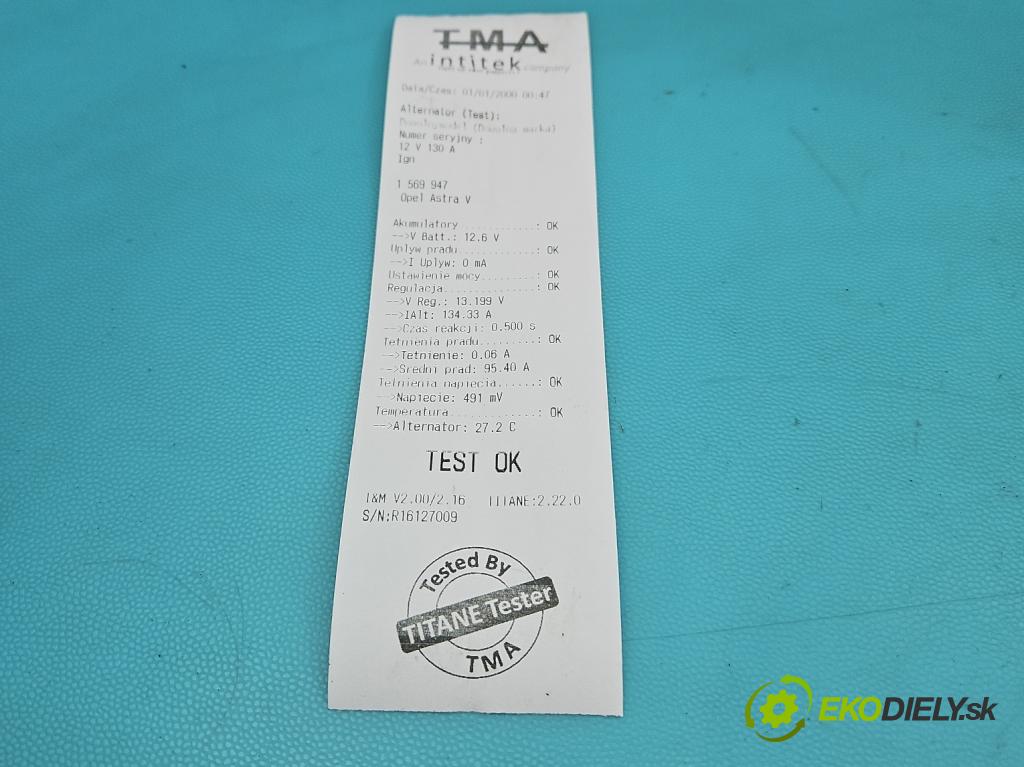 TMA
An intitek company
Data/Czas: 01/01/2000 00:47
Alternator (Test):
Dowolny model (Dowolna marka)
Numer seryjny :
12 V 130 A
Ign
1 569 947
Opel Astra V
Akumulatory...........: OK
-->V Batt.: 12.6 V
Uplyw pradu...........: OK
-->I Uplyw: 0 mA
Ustawienie mocy........: OK
Regulacja.............: OK
-->V Reg.: 13.199 V
-->IAlt: 134.33 A
-->Czas reakcji: 0.500 s
Tetnienia pradu.........: OK
-->Tetnienie: 0.06 A
-->Sredni prad: 95.40 A
Tetnienia napiecia......: OK
-->Napiecie: 491 mV
Temperatura.............: OK
-->Alternator: 27.2 C
TEST OK
I&M V2.00/2.16 TITANE:2.22.0
S/N:R16127009
Tested By
TITANE Tester
TMA
EKODIELY.sk